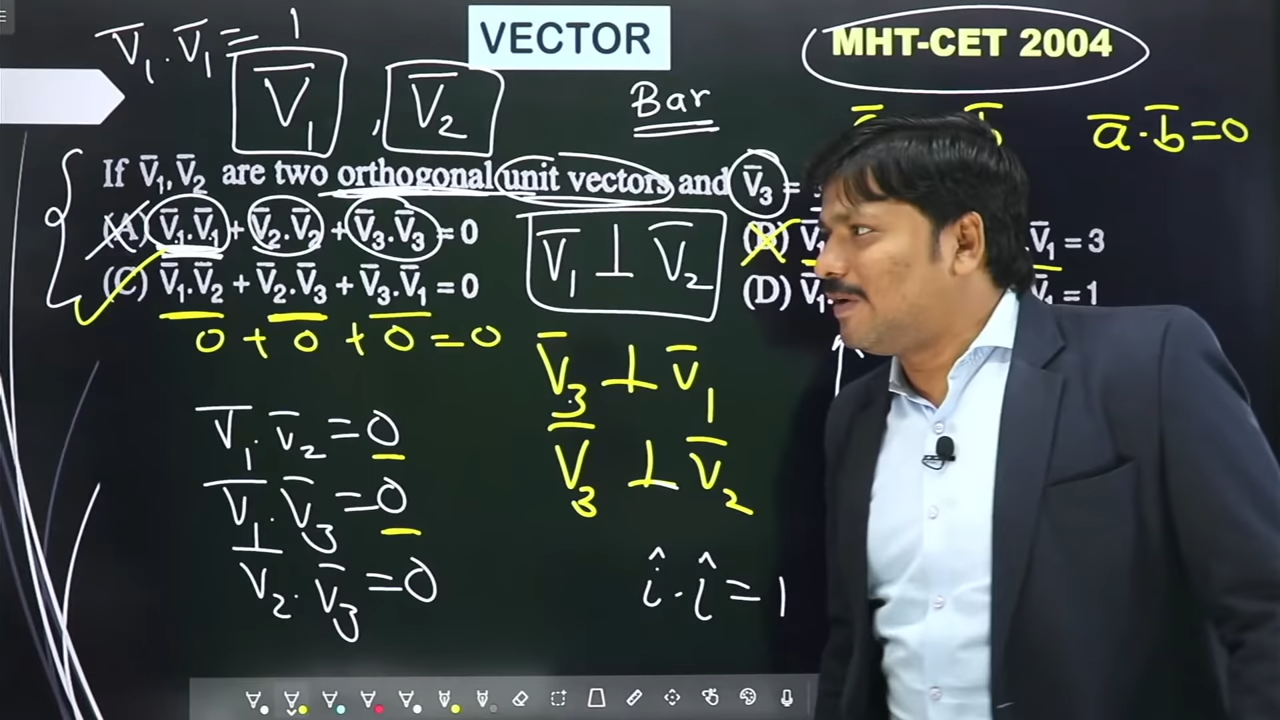 V̅₁.V̅₁=1
VECTOR
MHT-CET 2004
V̅₁ , V̅₂
Bar
a̅.b̅=0
If V̅₁, V̅₂ are two orthogonal unit vectors and V̅₃ =
(A) V̅₁.V̅₁ + V̅₂.V̅₂ + V̅₃.V̅₃ = 0
(B) V̅₁ V̅₁ = 3
(C) V̅₁.V̅₂ + V̅₂.V̅₃ + V̅₃.V̅₁ = 0
(D) V̅₁. V̅₁ = 1
V̅₁ ⊥ V̅₂
0 + 0 + 0 = 0
V̅₃ ⊥ V̅₁
V̅₃ ⊥ V̅₂
V̅₁.V̅₂=0
V̅₁.V̅₃=0
V̅₂.V̅₃=0
î.î=1